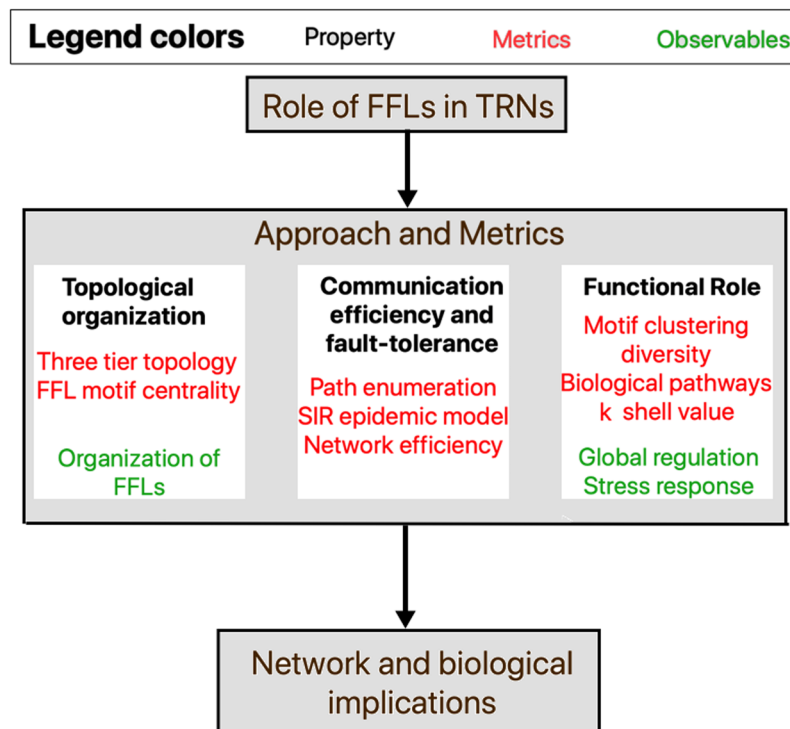 Legend colors Property Metrics Observables
Role of FFLs in TRNs
Approach and Metrics
Topological
organization
Three tier topology
FFL motif centrality
Organization of
FFLs
Communication
efficiency and
fault-tolerance
Path enumeration
SIR epidemic model
Network efficiency
Functional Role
Motif clustering
diversity
Biological pathways
k shell value
Global regulation
Stress response
Network and biological
implications